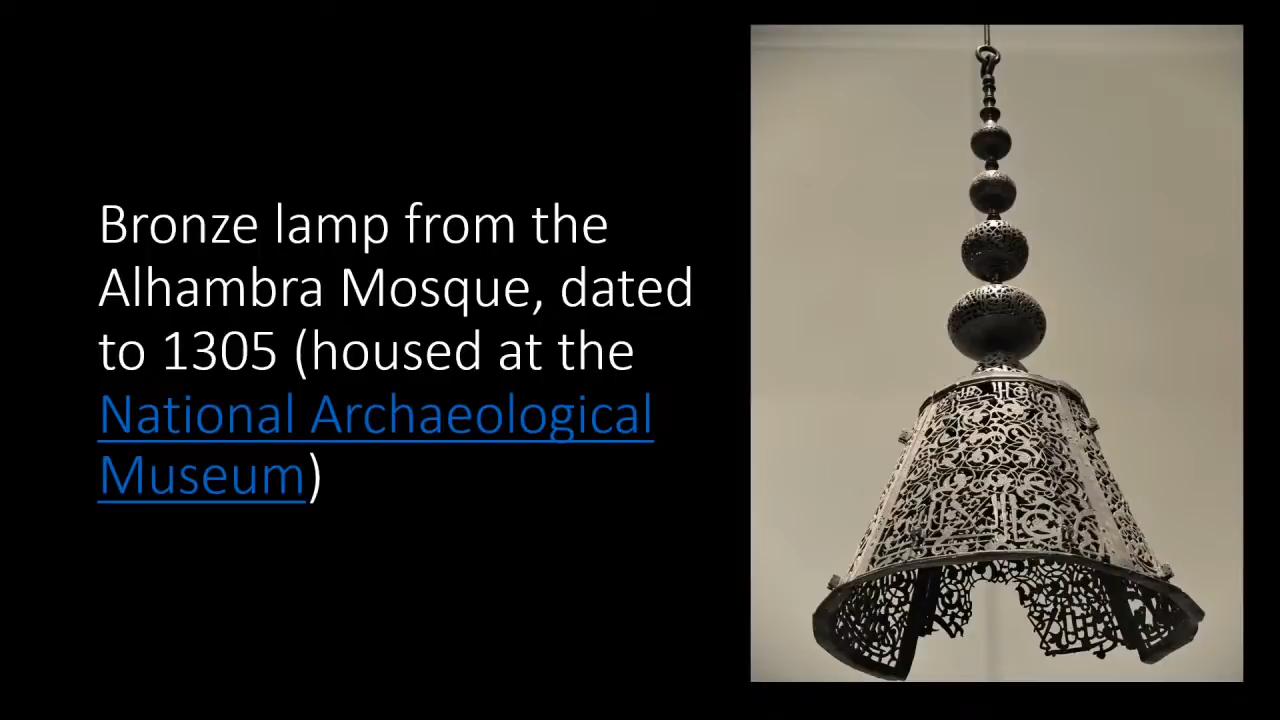 Bronze lamp from the
Alhambra Mosque, dated
to 1305 (housed at the
National Archaeological
Museum)